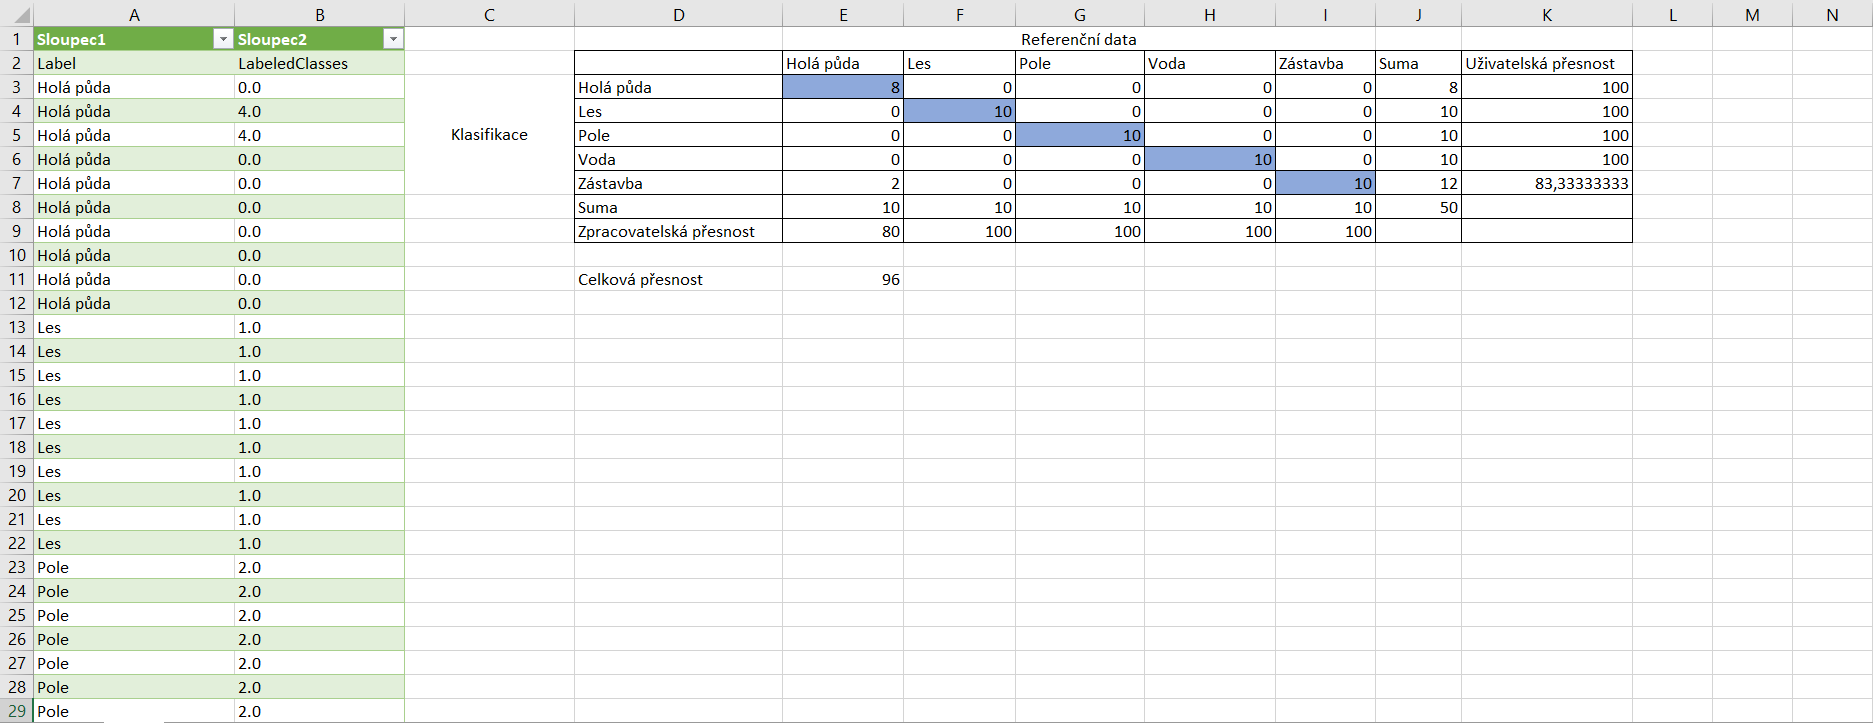 A B C D E F G H I J K L M N
1 Sloupec1 Sloupec2 Referenční data
2 Label LabeledClasses Holá půda Les Pole Voda Zástavba Suma Uživatelská přesnost
3 Holá půda 0.0 Holá půda 8 0 0 0 0 8 100
4 Holá půda 4.0 Les 0 10 0 0 0 10 100
5 Holá půda 4.0 Klasifikace Pole 0 0 10 0 0 10 100
6 Holá půda 0.0 Voda 0 0 0 10 0 10 100
7 Holá půda 0.0 Zástavba 2 0 0 0 10 12 83,33333333
8 Holá půda 0.0 Suma 10 10 10 10 10 50
9 Holá půda 0.0 Zpracovatelská přesnost 80 100 100 100 100
10 Holá půda 0.0
11 Holá půda 0.0 Celková přesnost 96
12 Holá půda 0.0
13 Les 1.0
14 Les 1.0
15 Les 1.0
16 Les 1.0
17 Les 1.0
18 Les 1.0
19 Les 1.0
20 Les 1.0
21 Les 1.0
22 Les 1.0
23 Pole 2.0
24 Pole 2.0
25 Pole 2.0
26 Pole 2.0
27 Pole 2.0
28 Pole 2.0
29 Pole 2.0